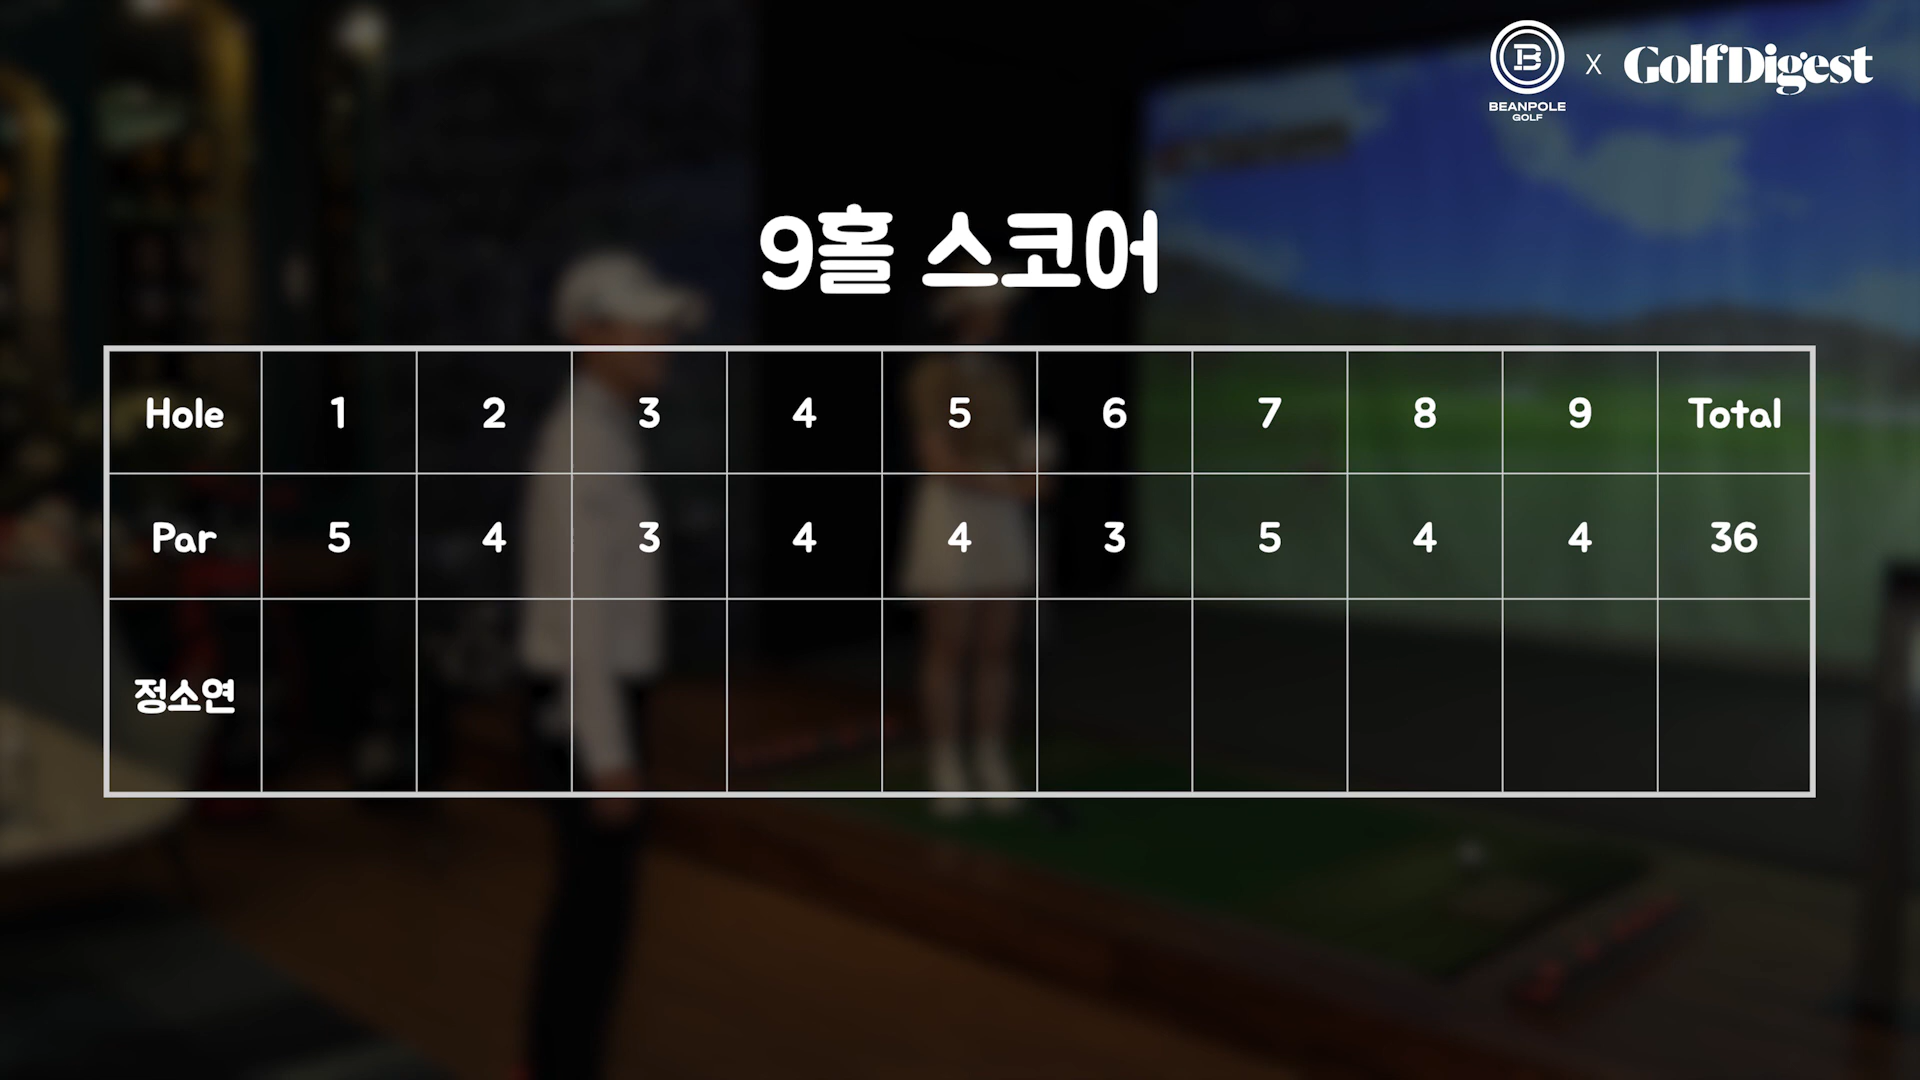 B
BEANPOLE
GOLF
X
GolfDigest
9홀 스코어
Hole 1 2 3 4 5 6 7 8 9 Total
Par 5 4 3 4 4 3 5 4 4 36
정소연